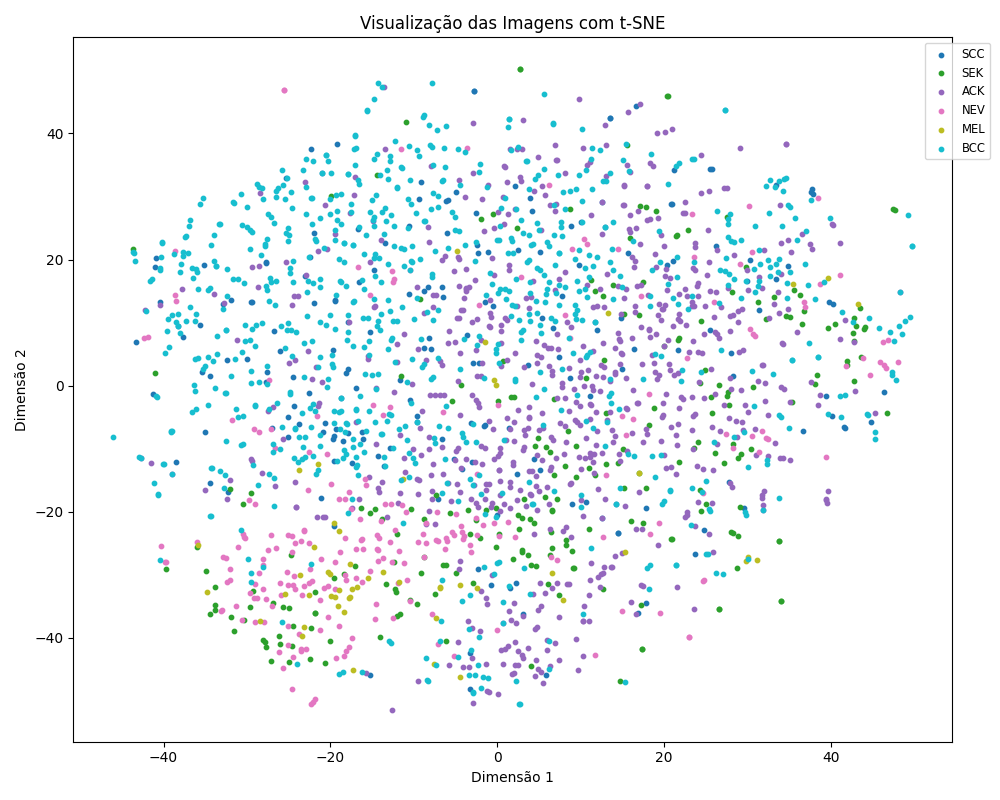 Visualização das Imagens com t-SNE
SCC
SEK
ACK
NEV
MEL
BCC
40
20
0
−20
−40
Dimensão 2
−40
−20
0
20
40
Dimensão 1